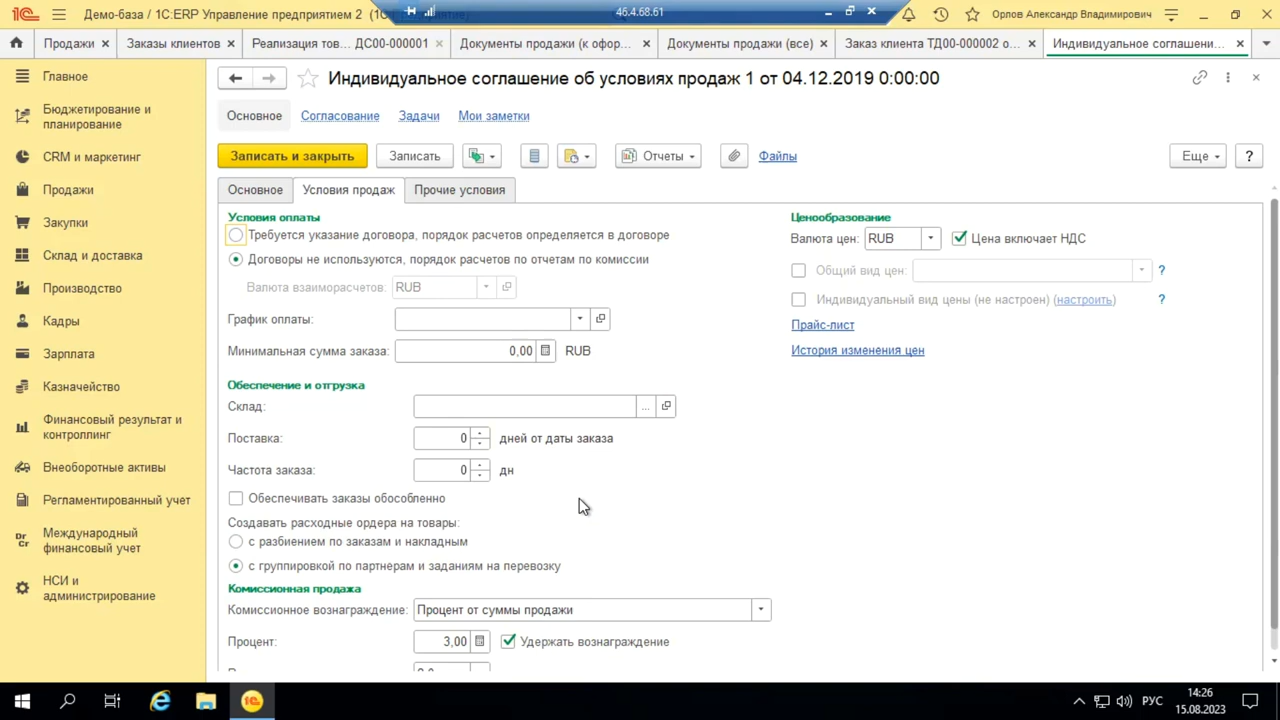 Демо-база / 1С:ERP Управление предприятием 2 (1С:Предприятие)
46.4.68.61
Орлов Александр Владимирович
Продажи
Заказы клиентов
Реализация тов... ДС00-000001
Документы продажи (к офор...
Документы продажи (все)
Заказ клиента ТД00-000002 о...
Индивидуальное соглашени...
Главное
Бюджетирование и
планирование
CRM и маркетинг
Продажи
Закупки
Склад и доставка
Производство
Кадры
Зарплата
Казначейство
Финансовый результат и
контроллинг
Внеоборотные активы
Регламентированный учет
Международный
финансовый учет
НСИ и
администрирование
Индивидуальное соглашение об условиях продаж 1 от 04.12.2019 0:00:00
Основное Согласование Задачи Мои заметки
Записать и закрыть Записать Отчеты Файлы Еще ?
Основное Условия продаж Прочие условия
Условия оплаты
Требуется указание договора, порядок расчетов определяется в договоре
Договоры не используются, порядок расчетов по отчетам по комиссии
Валюта взаиморасчетов: RUB
График оплаты:
Минимальная сумма заказа: 0,00 RUB
Ценообразование
Валюта цен: RUB Цена включает НДС
Общий вид цен: ?
Индивидуальный вид цены (не настроен) (настроить) ?
Прайс-лист
История изменения цен
Обеспечение и отгрузка
Склад: ...
Поставка: 0 дней от даты заказа
Частота заказа: 0 дн
Обеспечивать заказы обособленно
Создавать расходные ордера на товары:
с разбиением по заказам и накладным
с группировкой по партнерам и заданиям на перевозку
Комиссионная продажа
Комиссионное вознаграждение: Процент от суммы продажи
Процент: 3,00 Удержать вознаграждение
РУС
14:26
15.08.2023